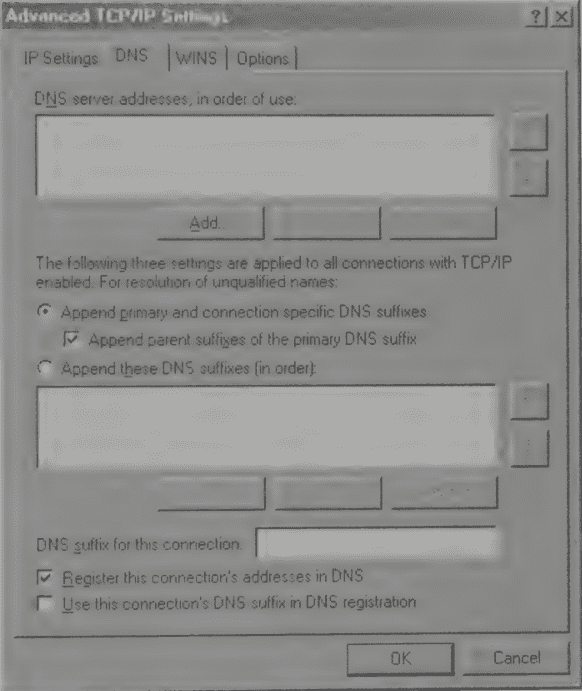 Advanced TCP/IP Settings
IP Settings DNS WINS Options
DNS server addresses, in order of use:
Add...
The following three settings are applied to all connections with TCP/IP
enabled. For resolution of unqualified names:
Append primary and connection specific DNS suffixes
Append parent suffixes of the primary DNS suffix
Append these DNS suffixes (in order):
DNS suffix for this connection:
Register this connection's addresses in DNS
Use this connection's DNS suffix in DNS registration
OK Cancel